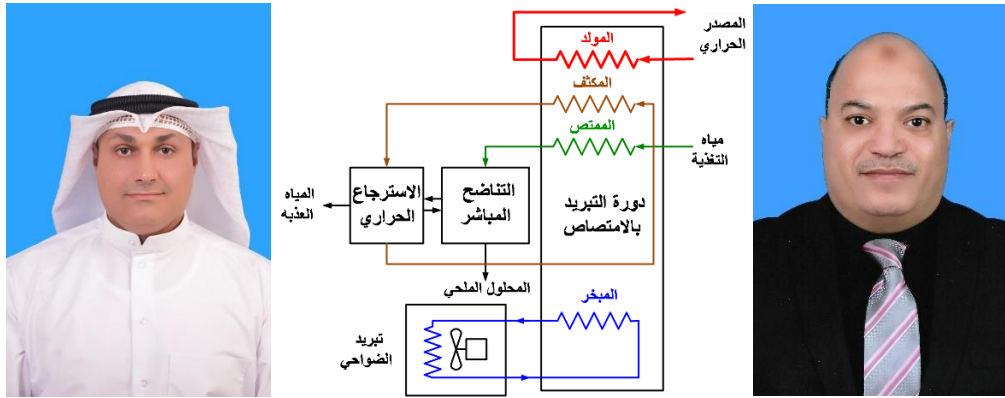 المصدر
الحراري
المولد
المكثف
الممتص
مياه
التغذية
التناضح
المباشر
الاسترجاع
الحراري
المياه
العذبه
دورة التبريد
بالامتصاص
المحلول الملحي
المبخر
تبريد
الضواحي